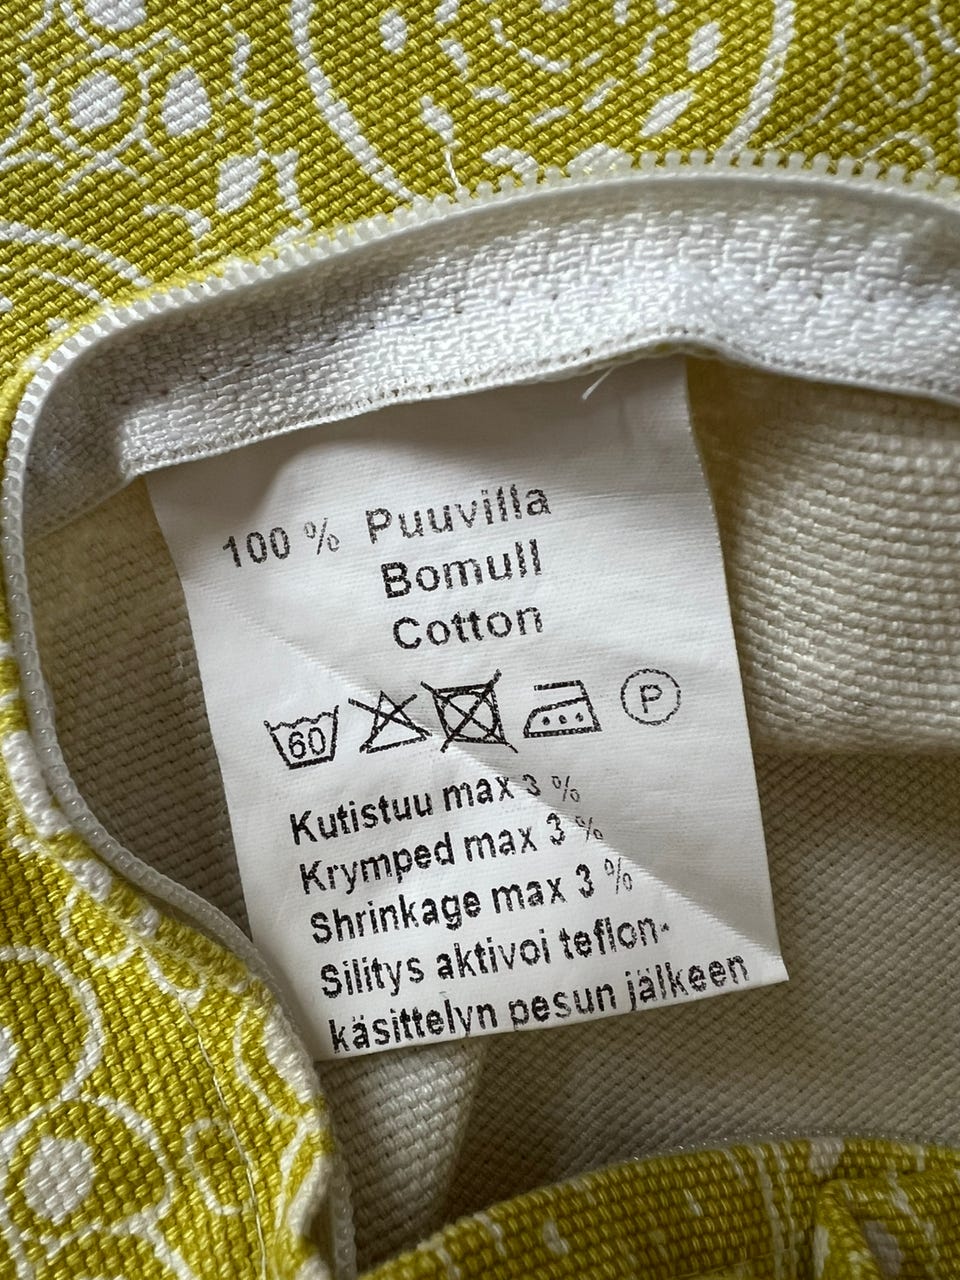 100 % Puuvilla
Bomull
Cotton
60 P
Kutistuu max 3 %
Krymped max 3 %
Shrinkage max 3 %
Silitys aktivoi teflon-
käsittelyn pesun jälkeen